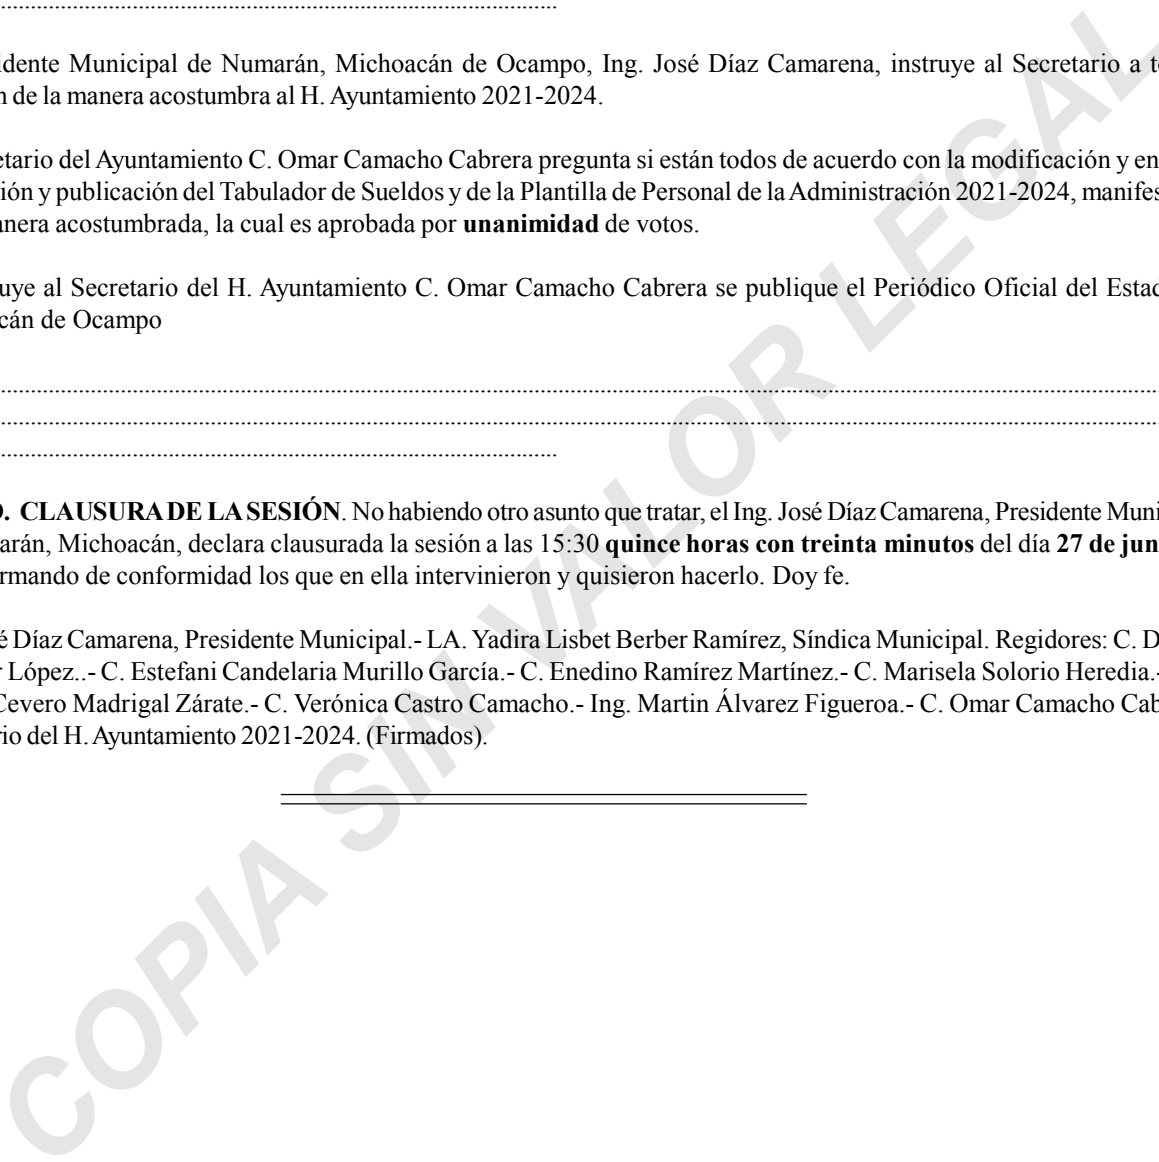 idente Municipal de Numarán, Michoacán de Ocampo, Ing. José Díaz Camarena, instruye al Secretario a t
n de la manera acostumbra al H. Ayuntamiento 2021-2024.
etario del Ayuntamiento C. Omar Camacho Cabrera pregunta si están todos de acuerdo con la modificación y en
ión y publicación del Tabulador de Sueldos y de la Plantilla de Personal de la Administración 2021-2024, manifes
anera acostumbrada, la cual es aprobada por unanimidad de votos.
uye al Secretario del H. Ayuntamiento C. Omar Camacho Cabrera se publique el Periódico Oficial del Estad
cán de Ocampo
O. CLAUSURA DE LA SESIÓN. No habiendo otro asunto que tratar, el Ing. José Díaz Camarena, Presidente Muni
arán, Michoacán, declara clausurada la sesión a las 15:30 quince horas con treinta minutos del día 27 de jun
rmando de conformidad los que en ella intervinieron y quisieron hacerlo. Doy fe.
é Díaz Camarena, Presidente Municipal.- LA. Yadira Lisbet Berber Ramírez, Síndica Municipal. Regidores: C. D
r López..- C. Estefani Candelaria Murillo García.- C. Enedino Ramírez Martínez.- C. Marisela Solorio Heredia.-
Cevero Madrigal Zárate.- C. Verónica Castro Camacho.- Ing. Martin Álvarez Figueroa.- C. Omar Camacho Cab
rio del H. Ayuntamiento 2021-2024. (Firmados).
COPIA SIN VALOR LEGAL